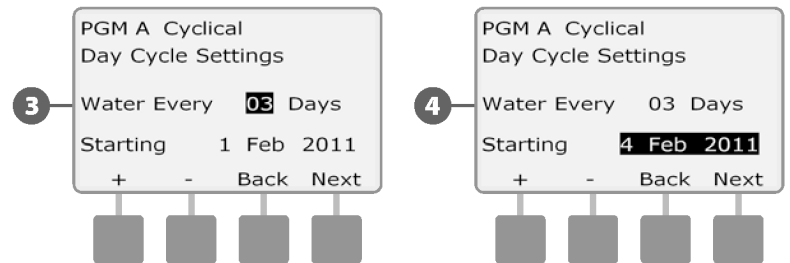 3
PGM A Cyclical
Day Cycle Settings
Water Every 03 Days
Starting 1 Feb 2011
+ - Back Next
4
PGM A Cyclical
Day Cycle Settings
Water Every 03 Days
Starting 4 Feb 2011
+ - Back Next